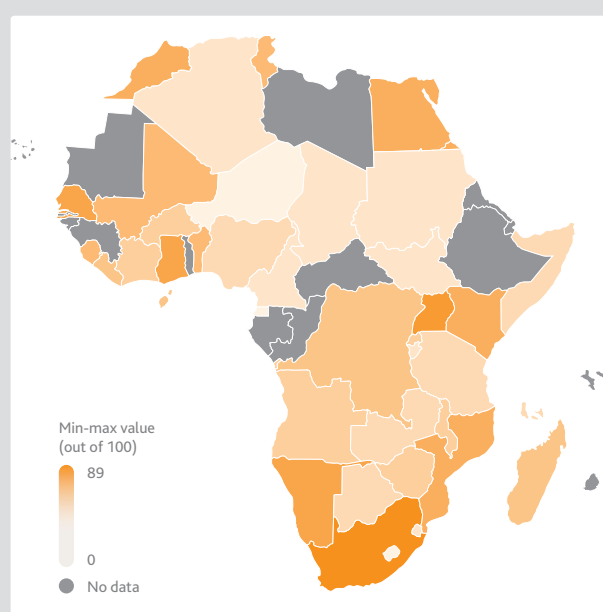 Min-max value
(out of 100)
89
0
No data